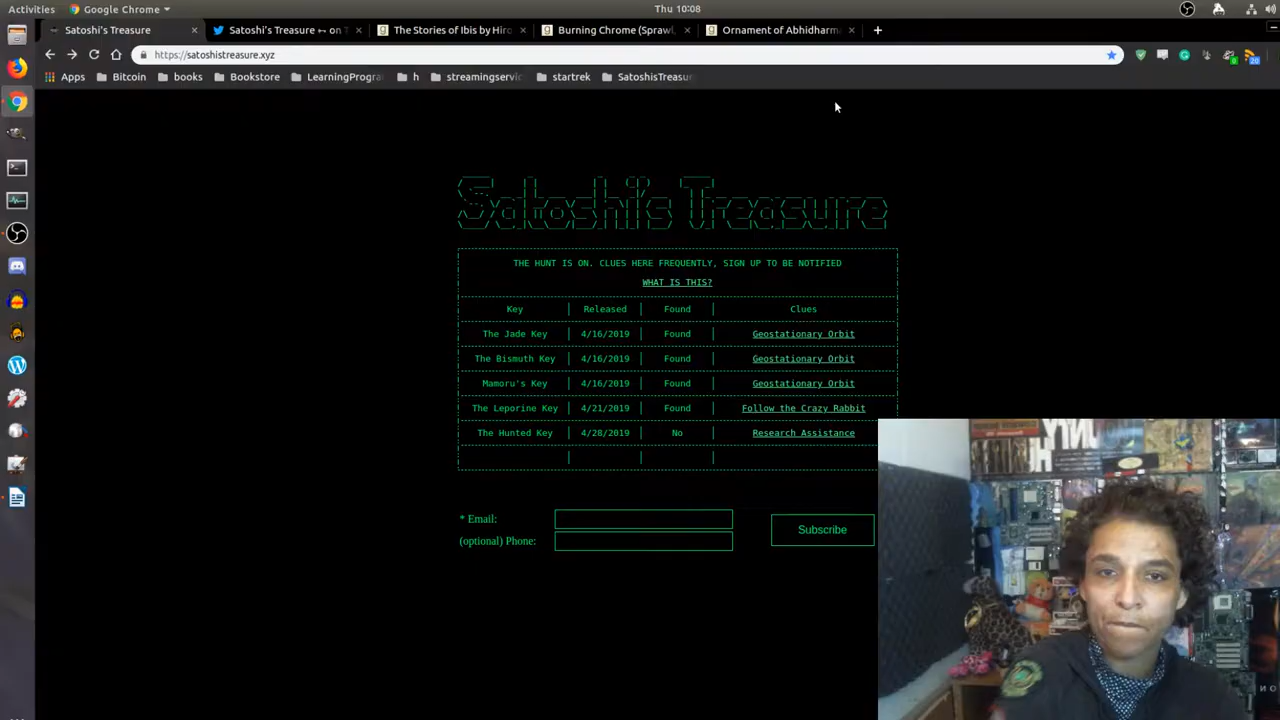 Activities
Google Chrome
Thu 10:08
Satoshi's Treasure
Satoshi's Treasure 🗝 on T
The Stories of Ibis by Hiro
Burning Chrome (Sprawl,
Ornament of Abhidharma
https://satoshistreasure.xyz
Apps
Bitcoin
books
Bookstore
LearningProgra
h
streamingservic
startrek
SatoshisTreasur
Satoshi's Treasure
THE HUNT IS ON. CLUES HERE FREQUENTLY, SIGN UP TO BE NOTIFIED
WHAT IS THIS?
Key Released Found Clues
The Jade Key 4/16/2019 Found Geostationary Orbit
The Bismuth Key 4/16/2019 Found Geostationary Orbit
Mamoru's Key 4/16/2019 Found Geostationary Orbit
The Leporine Key 4/21/2019 Found Follow the Crazy Rabbit
The Hunted Key 4/28/2019 No Research Assistance
* Email:
(optional) Phone:
Subscribe